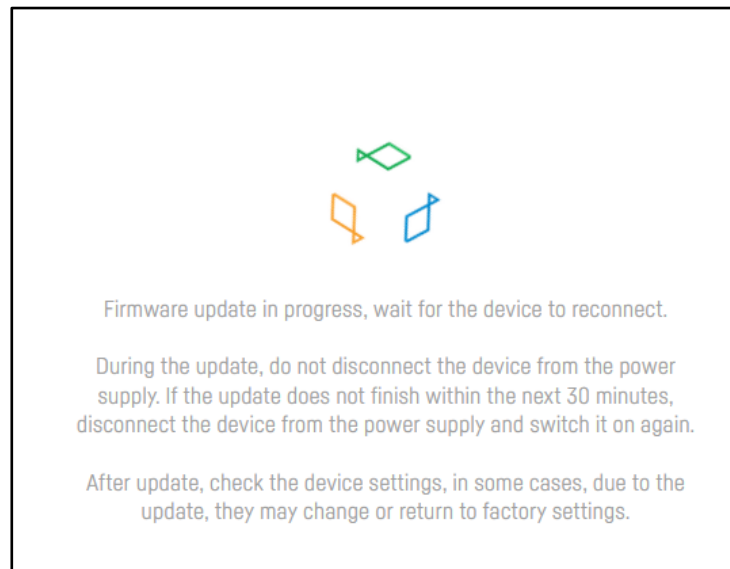 Firmware update in progress, wait for the device to reconnect.
During the update, do not disconnect the device from the power
supply. If the update does not finish within the next 30 minutes,
disconnect the device from the power supply and switch it on again.
After update, check the device settings, in some cases, due to the
update, they may change or return to factory settings.